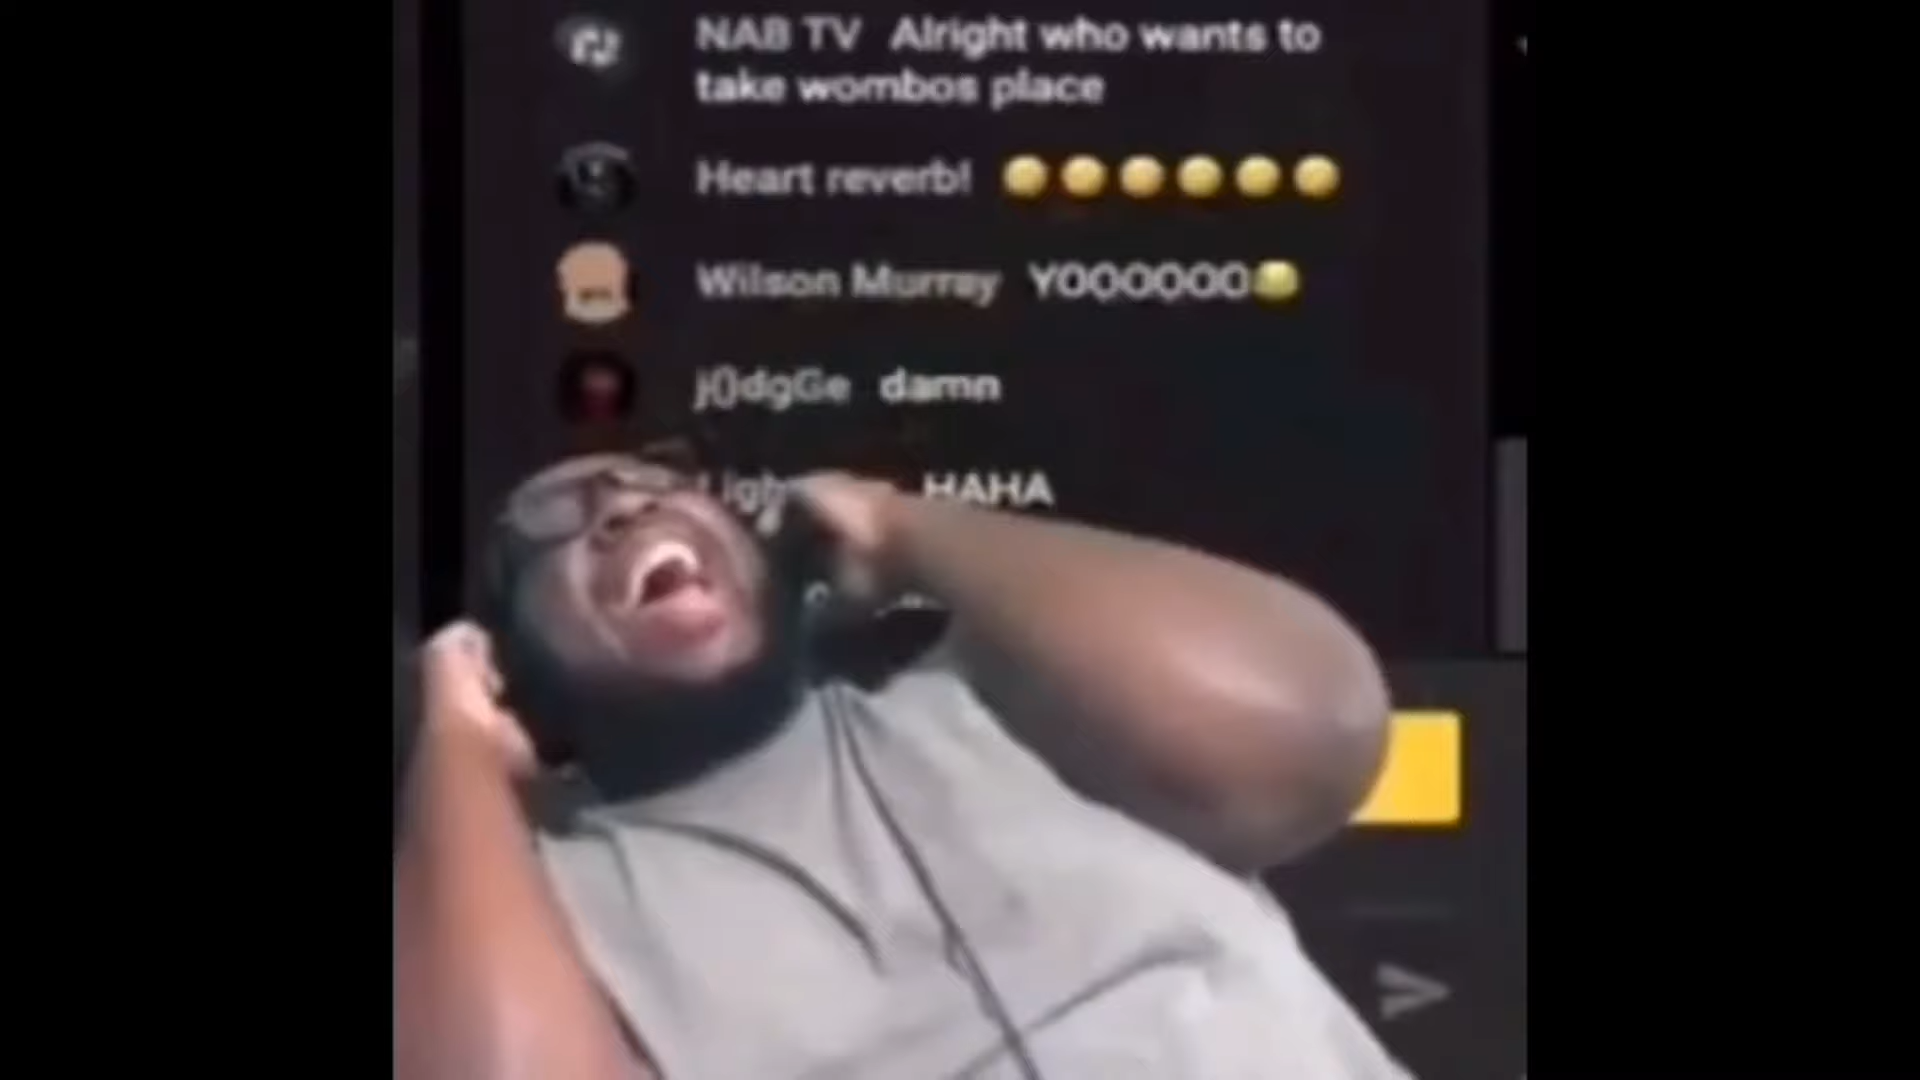 NAB TV Alright who wants to
take wombos place
Heart reverb!
Wilson Murray YOOOOOO
j()dgGe damn
HAHA